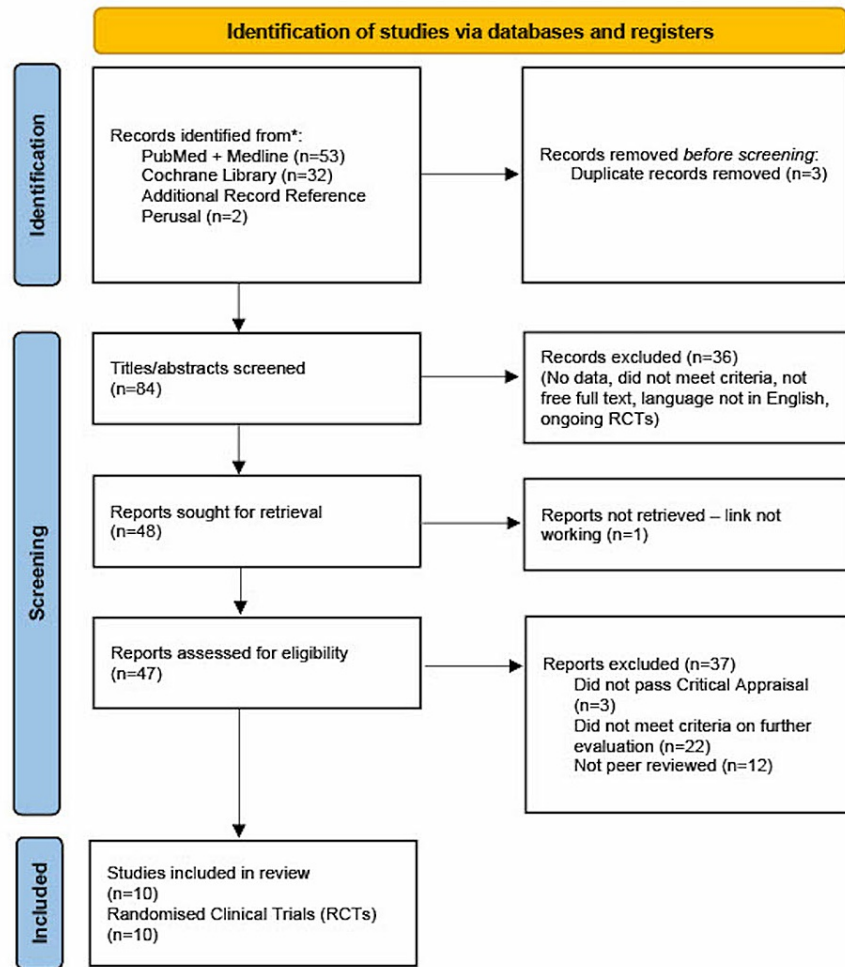 Identification of studies via databases and registers
Identification
Records identified from*:
PubMed + Medline (n=53)
Cochrane Library (n=32)
Additional Record Reference
Perusal (n=2)
Records removed before screening:
Duplicate records removed (n=3)
Screening
Titles/abstracts screened
(n=84)
Records excluded (n=36)
(No data, did not meet criteria, not
free full text, language not in English,
ongoing RCTs)
Reports sought for retrieval
(n=48)
Reports not retrieved – link not
working (n=1)
Reports assessed for eligibility
(n=47)
Reports excluded (n=37)
Did not pass Critical Appraisal
(n=3)
Did not meet criteria on further
evaluation (n=22)
Not peer reviewed (n=12)
Included
Studies included in review
(n=10)
Randomised Clinical Trials (RCTs)
(n=10)